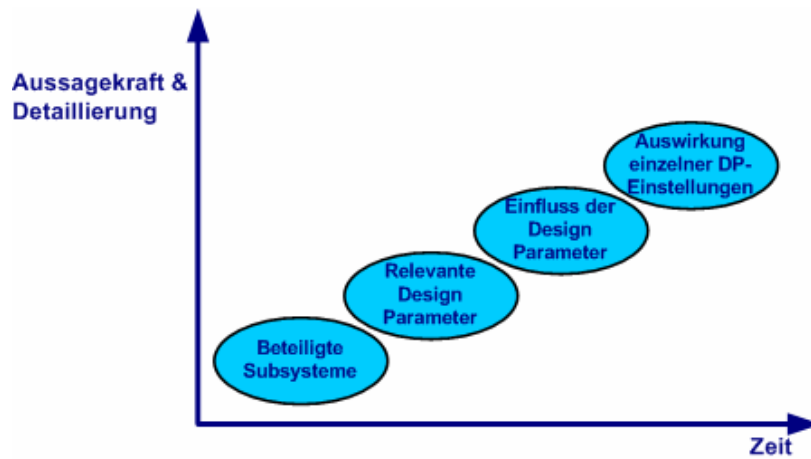 Aussagekraft &
Detaillierung
Auswirkung
einzelner DP-
Einstellungen
Einfluss der
Design
Parameter
Relevante
Design
Parameter
Beteiligte
Subsysteme
Zeit